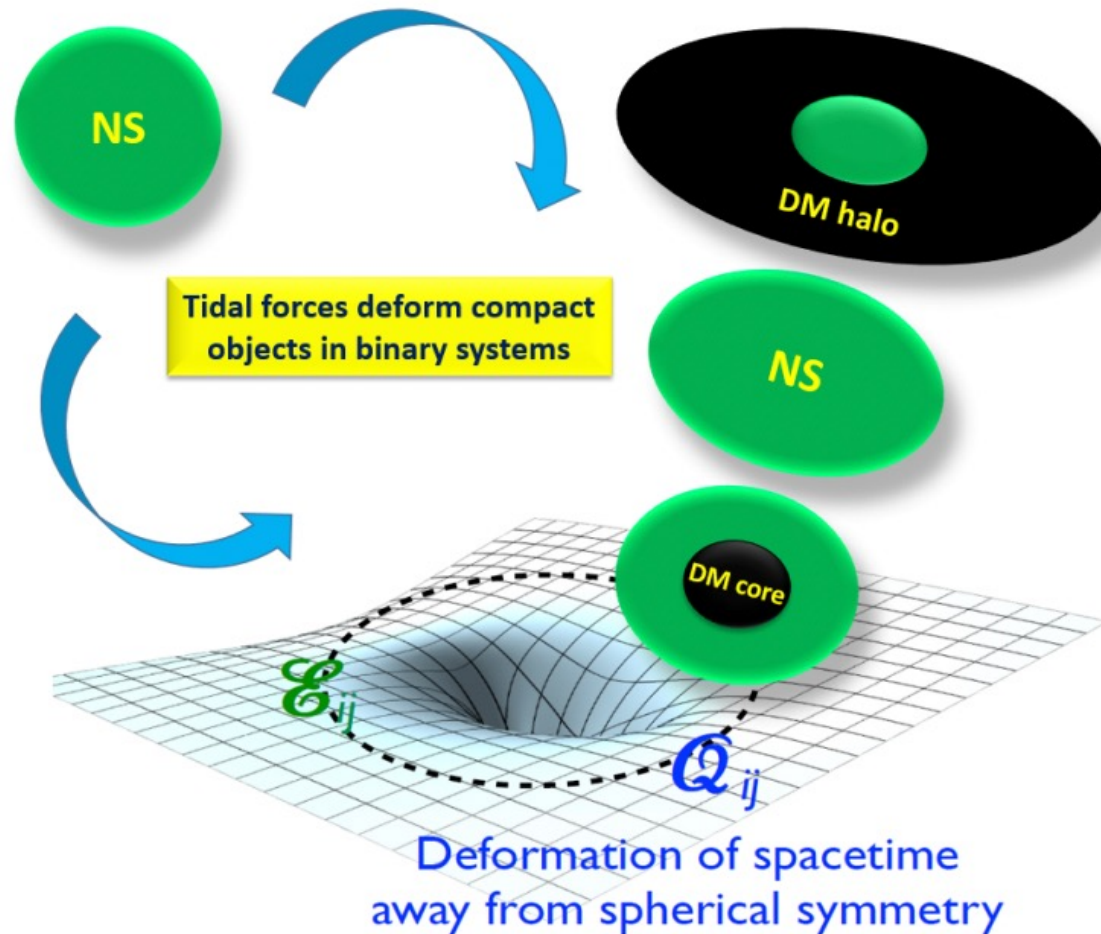 NS
DM halo
Tidal forces deform compact
objects in binary systems
NS
DM core
ℰij
𝒬ij
Deformation of spacetime
away from spherical symmetry